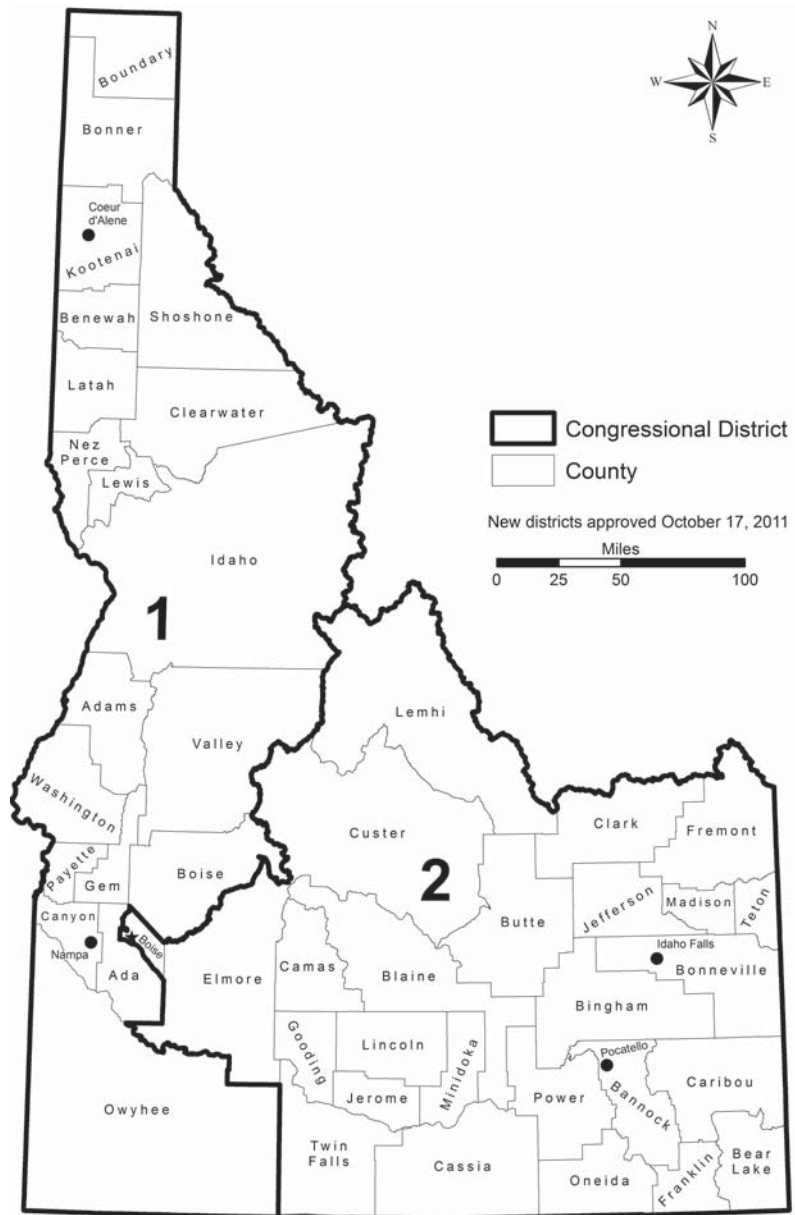 N
W
E
S
Boundary
Bonner
Coeur
d'Alene
Kootenai
Benewah
Shoshone
Latah
Clearwater
Nez
Perce
Lewis
Congressional District
County
New districts approved October 17, 2011
Miles
0 25 50 100
Idaho
1
Adams
Lemhi
Valley
Washington
Custer
Clark
Fremont
2
Payette
Boise
Gem
Butte
Jefferson
Madison
Teton
Canyon
Nampa
Boise
Ada
Elmore
Camas
Blaine
Idaho Falls
Bonneville
Bingham
Gooding
Lincoln
Minidoka
Jerome
Pocatello
Power
Bannock
Caribou
Owyhee
Twin
Falls
Cassia
Oneida
Franklin
Bear
Lake